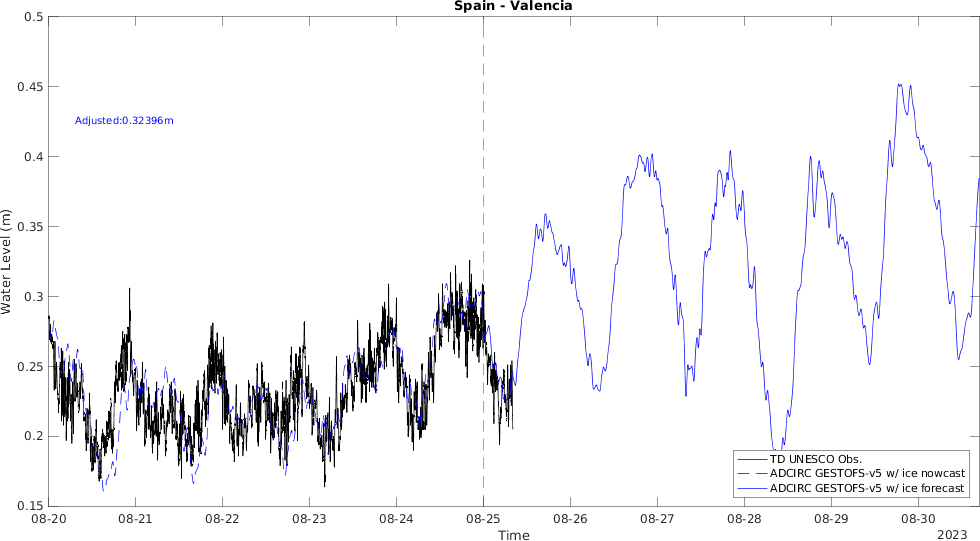 Spain - Valencia
0.5
0.45
0.4
0.35
0.3
0.25
0.2
0.15
Water Level (m)
Adjusted:0.32396m
TD UNESCO Obs.
ADCIRC GESTOFS-v5 w/ ice nowcast
ADCIRC GESTOFS-v5 w/ ice forecast
08-20 08-21 08-22 08-23 08-24 08-25 08-26 08-27 08-28 08-29 08-30
Time
2023